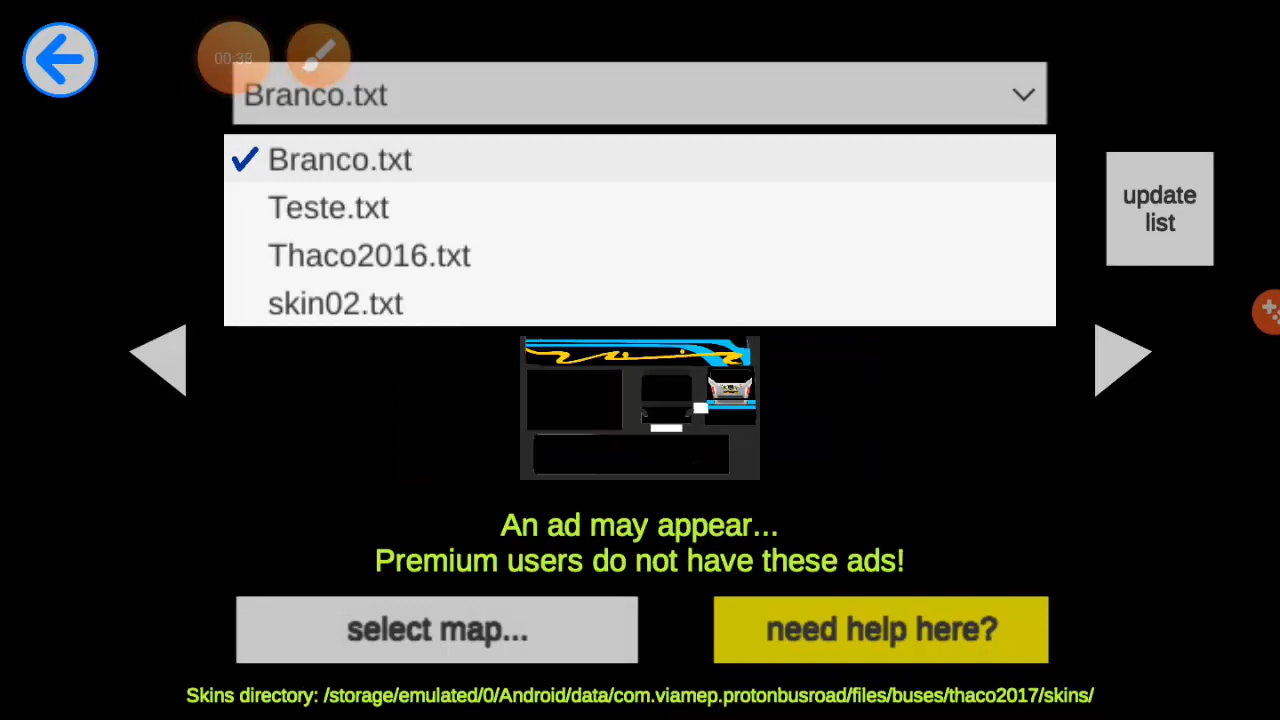 00:38
Branco.txt
Branco.txt
Teste.txt
Thaco2016.txt
skin02.txt
update
list
An ad may appear...
Premium users do not have these ads!
select map...
need help here?
Skins directory: /storage/emulated/0/Android/data/com.viamep.protonbusroad/files/buses/thaco2017/skins/